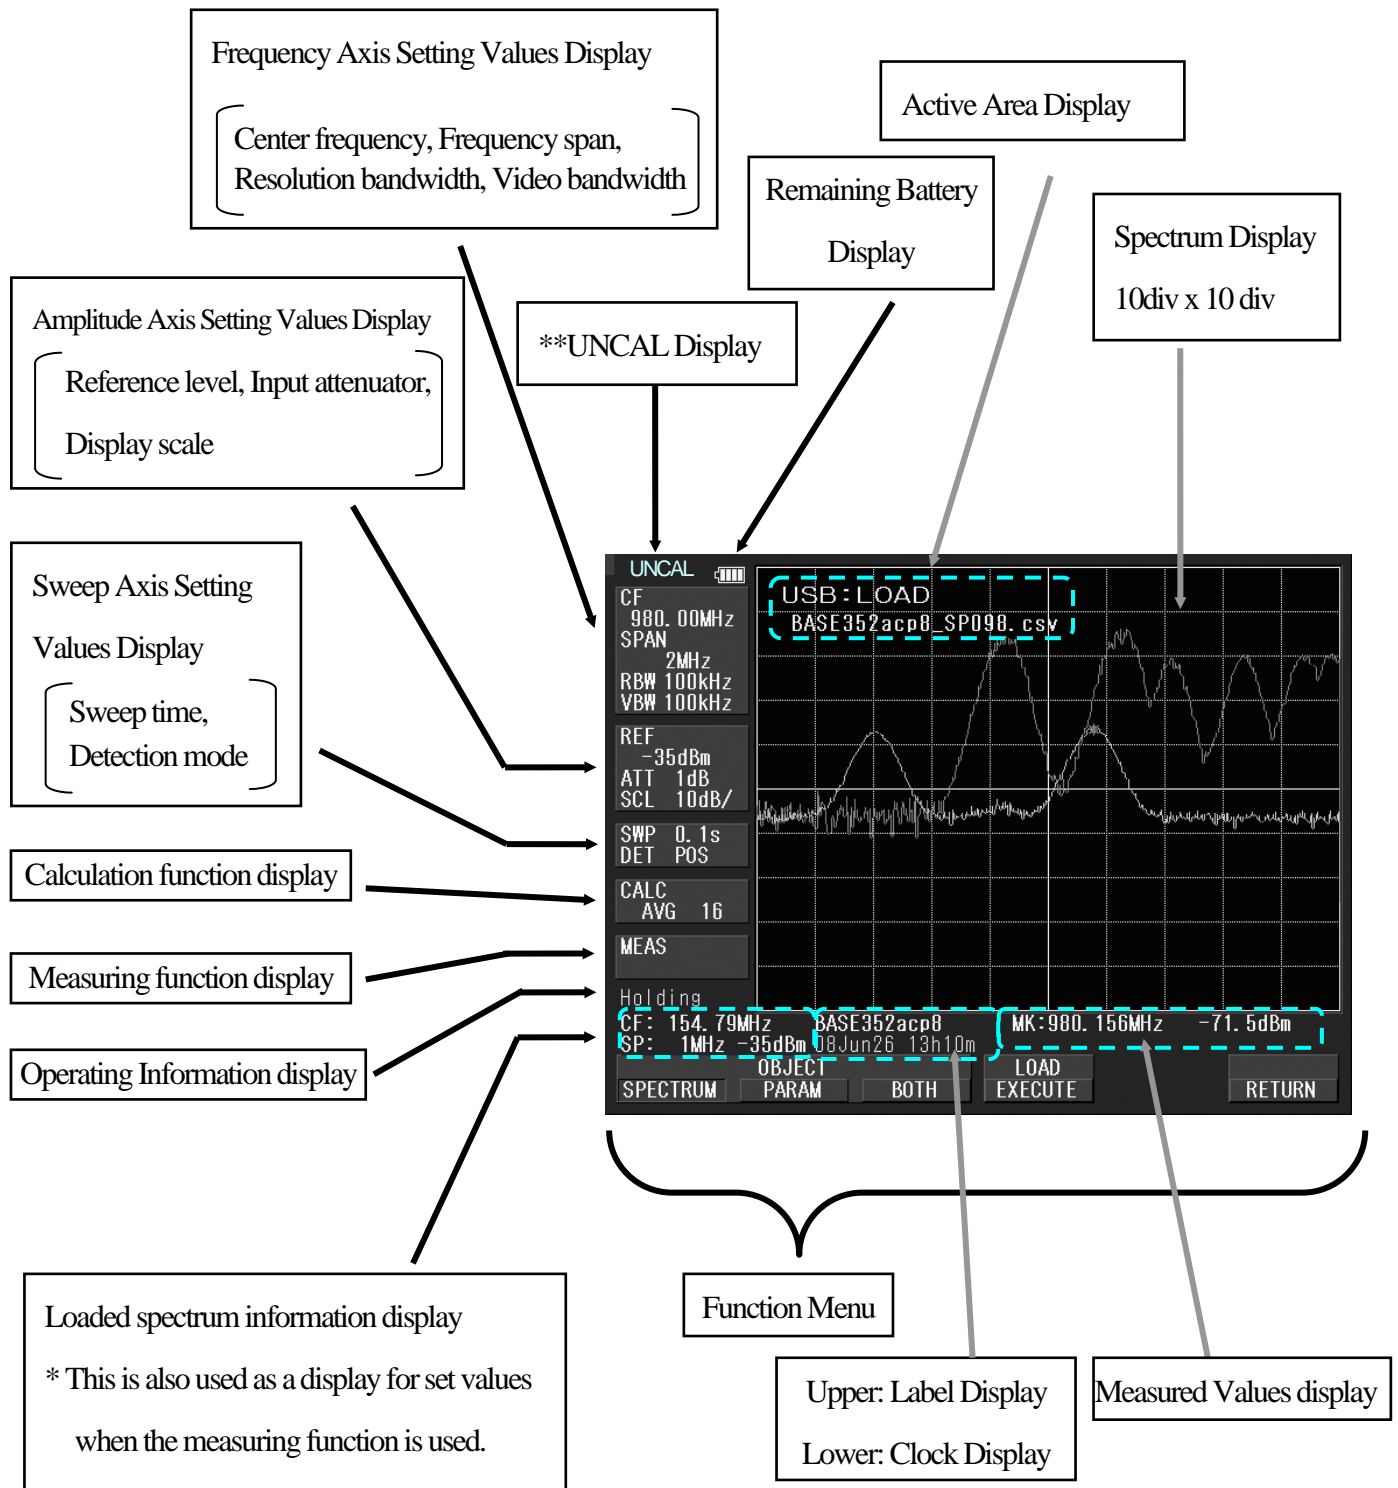 Frequency Axis Setting Values Display
Center frequency, Frequency span,
Resolution bandwidth, Video bandwidth
Active Area Display
Remaining Battery
Display
Spectrum Display
10div x 10 div
Amplitude Axis Setting Values Display
Reference level, Input attenuator,
Display scale
**UNCAL Display
Sweep Axis Setting
Values Display
Sweep time,
Detection mode
Calculation function display
Measuring function display
Operating Information display
UNCAL
CF
980.00MHz
SPAN
2MHz
RBW 100kHz
VBW 100kHz
REF
-35dBm
ATT 1dB
SCL 10dB/
SWP 0.1s
DET POS
CALC
AVG 16
MEAS
Holding
USB:LOAD
BASE352acp8_SP098.csv
CF: 154.79MHz BASE352acp8 MK:980.156MHz -71.5dBm
SP: 1MHz -35dBm 08Jun26 13h10m
OBJECT LOAD
SPECTRUM PARAM BOTH EXECUTE RETURN
Loaded spectrum information display
* This is also used as a display for set values
when the measuring function is used.
Function Menu
Upper: Label Display
Lower: Clock Display
Measured Values display